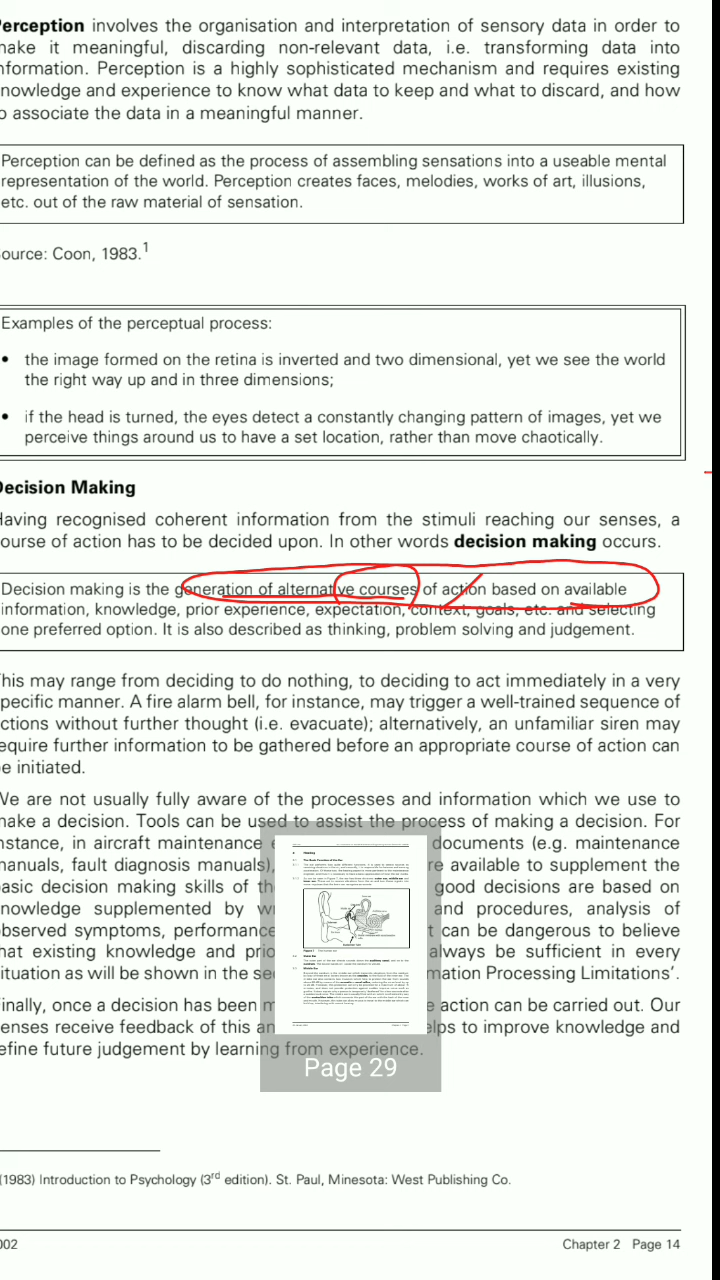 Perception involves the organisation and interpretation of sensory data in order to
make it meaningful, discarding non-relevant data, i.e. transforming data into
nformation. Perception is a highly sophisticated mechanism and requires existing
knowledge and experience to know what data to keep and what to discard, and how
o associate the data in a meaningful manner.
Perception can be defined as the process of assembling sensations into a useable mental
representation of the world. Perception creates faces, melodies, works of art, illusions,
etc. out of the raw material of sensation.
ource: Coon, 1983.1
Examples of the perceptual process:
• the image formed on the retina is inverted and two dimensional, yet we see the world
the right way up and in three dimensions;
• if the head is turned, the eyes detect a constantly changing pattern of images, yet we
perceive things around us to have a set location, rather than move chaotically.
Decision Making
Having recognised coherent information from the stimuli reaching our senses, a
ourse of action has to be decided upon. In other words decision making occurs.
Decision making is the generation of alternative courses of action based on available
information, knowledge, prior experience, expectation, context, goals, etc. and selecting
one preferred option. It is also described as thinking, problem solving and judgement.
his may range from deciding to do nothing, to deciding to act immediately in a very
pecific manner. A fire alarm bell, for instance, may trigger a well-trained sequence of
ctions without further thought (i.e. evacuate); alternatively, an unfamiliar siren may
equire further information to be gathered before an appropriate course of action can
e initiated.
We are not usually fully aware of the processes and information which we use to
make a decision. Tools can be used to assist the process of making a decision. For
nstance, in aircraft maintenance documents (e.g. maintenance
manuals, fault diagnosis manuals), re available to supplement the
basic decision making skills of th good decisions are based on
knowledge supplemented by w and procedures, analysis of
observed symptoms, performance can be dangerous to believe
hat existing knowledge and prio always be sufficient in every
ituation as will be shown in the se mation Processing Limitations’.
Finally, once a decision has been m e action can be carried out. Our
enses receive feedback of this an elps to improve knowledge and
efine future judgement by learning from experience.
Page 29
(1983) Introduction to Psychology (3rd edition). St. Paul, Minesota: West Publishing Co.
002 Chapter 2 Page 14